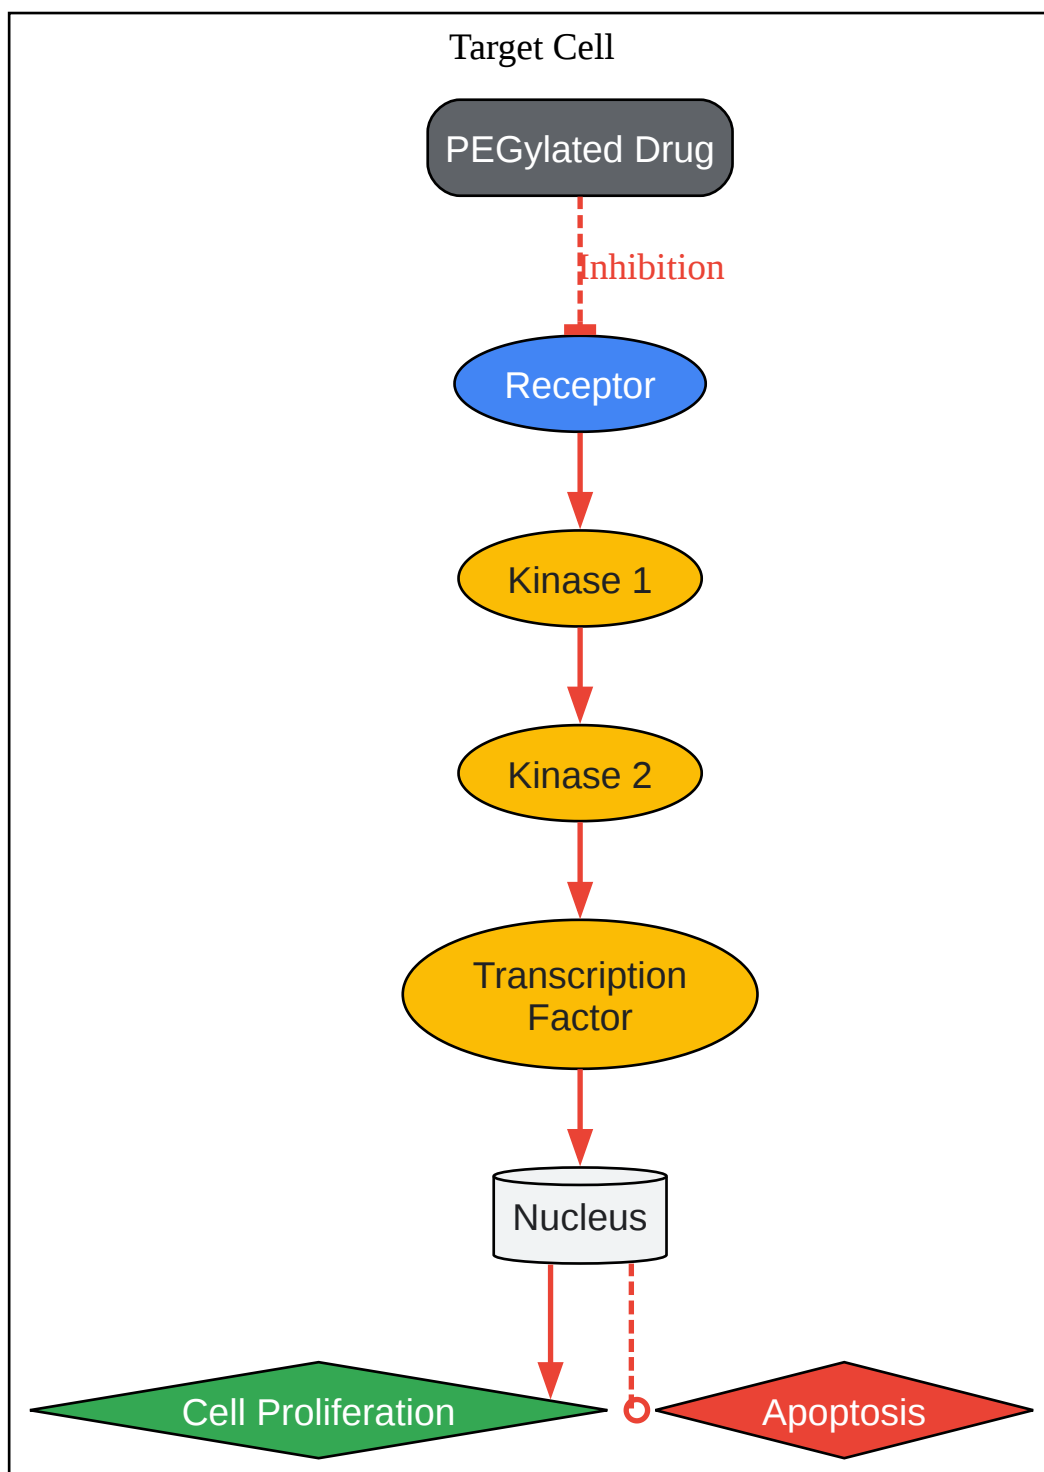 Target Cell
PEGylated Drug
Inhibition
Receptor
Kinase 1
Kinase 2
Transcription
Factor
Nucleus
Cell Proliferation
Apoptosis